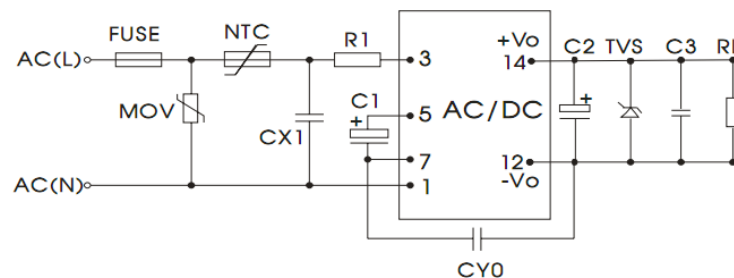 FUSE
NTC
R1
+Vo
C2
TVS
C3
AC(L)
3
14
MOV
C1
+
5
AC/DC
+
CX1
7
12
AC(N)
1
-Vo
CY0